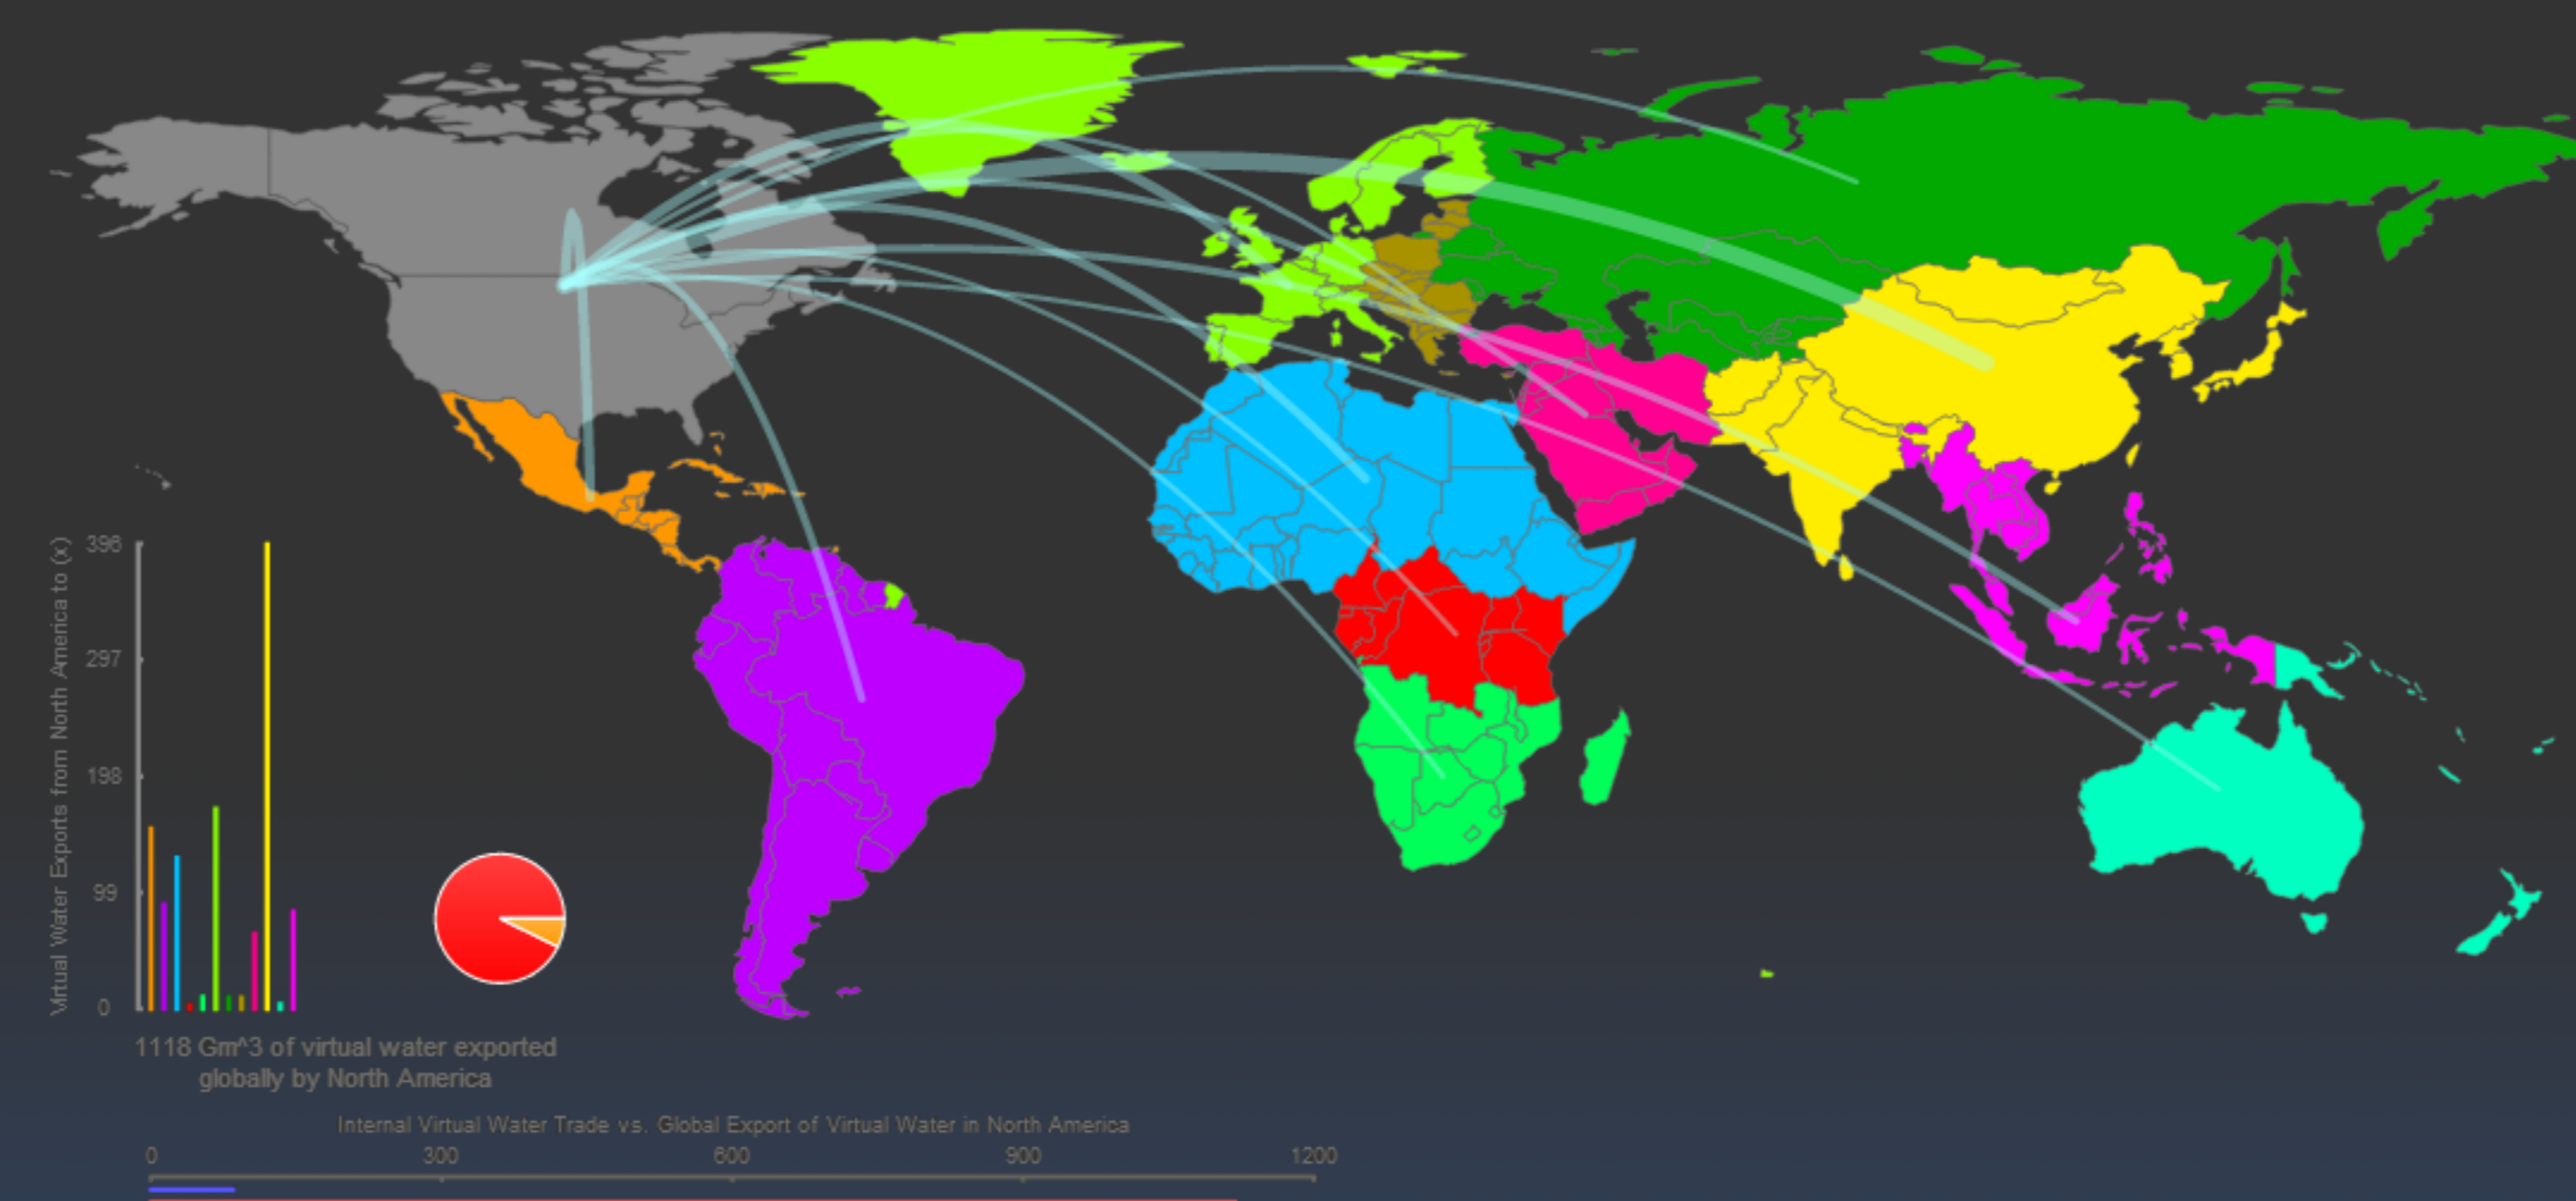 Virtual Water Exports from North America to (x)
396
297
198
99
0
1118 Gm^3 of virtual water exported
globally by North America
Internal Virtual Water Trade vs. Global Export of Virtual Water in North America
0 300 600 900 1200